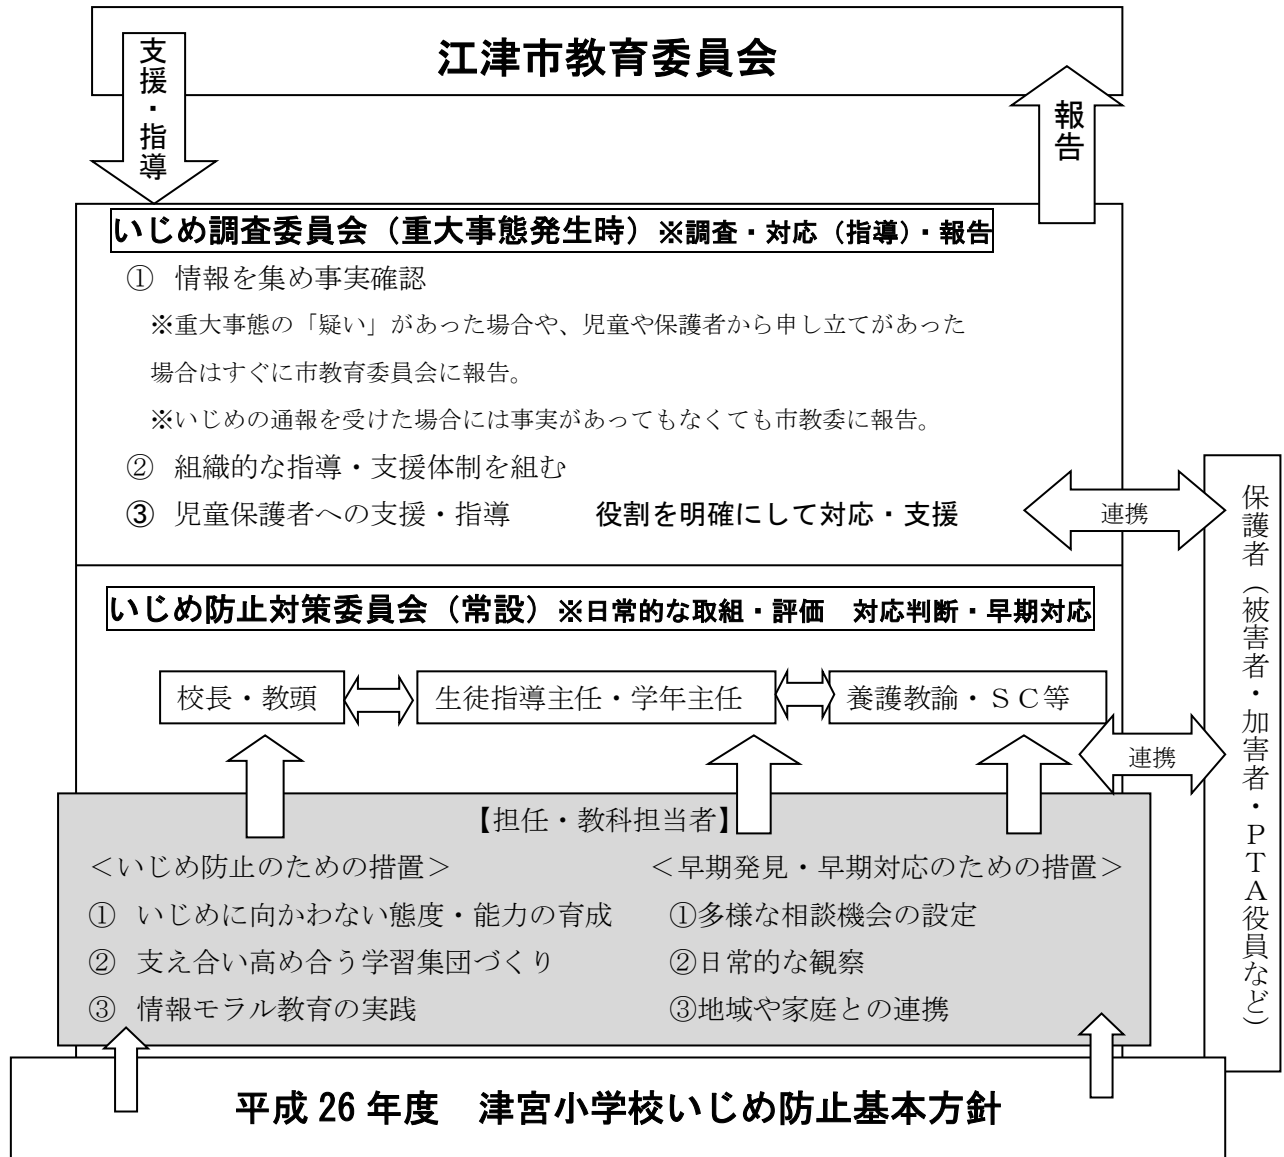 江津市教育委員会
支援・指導
報告
いじめ調査委員会（重大事態発生時）※調査・対応（指導）・報告
① 情報を集め事実確認
※重大事態の「疑い」があった場合や、児童や保護者から申し立てがあった
場合はすぐに市教育委員会に報告。
※いじめの通報を受けた場合には事実があってもなくても市教委に報告。
② 組織的な指導・支援体制を組む
③ 児童保護者への支援・指導　　役割を明確にして対応・支援
連携
保護者（被害者・加害者・ＰＴＡ役員など）
いじめ防止対策委員会（常設）※日常的な取組・評価　対応判断・早期対応
校長・教頭
生徒指導主任・学年主任
養護教諭・ＳＣ等
連携
【担任・教科担当者】
＜いじめ防止のための措置＞
① いじめに向かわない態度・能力の育成
② 支え合い高め合う学習集団づくり
③ 情報モラル教育の実践
＜早期発見・早期対応のための措置＞
①多様な相談機会の設定
②日常的な観察
③地域や家庭との連携
平成 26 年度　津宮小学校いじめ防止基本方針